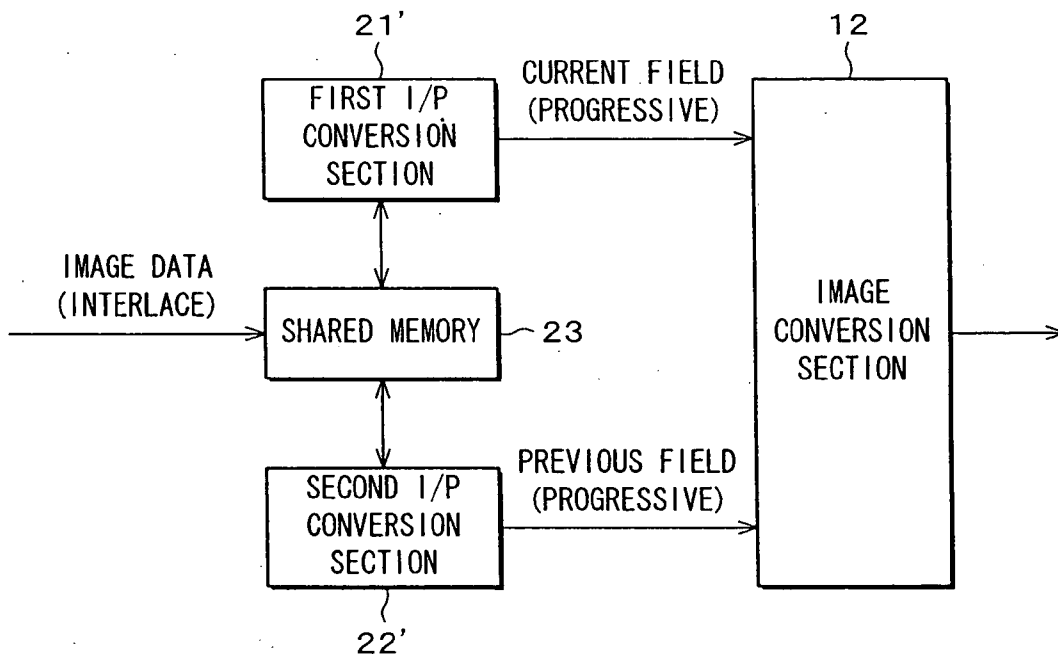 21'
12
FIRST I/P
CONVERSION
SECTION
CURRENT FIELD
(PROGRESSIVE)
IMAGE DATA
(INTERLACE)
SHARED MEMORY
23
IMAGE
CONVERSION
SECTION
SECOND I/P
CONVERSION
SECTION
PREVIOUS FIELD
(PROGRESSIVE)
22'